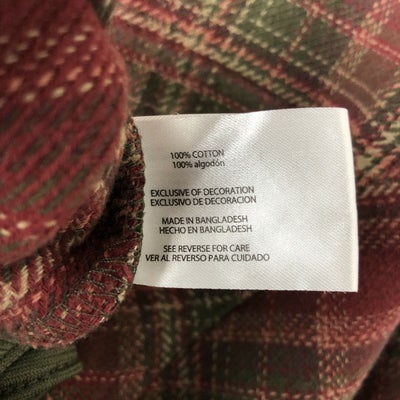 100% COTTON
100% algodón
EXCLUSIVE OF DECORATION
EXCLUSIVO DE DECORACION
MADE IN BANGLADESH
HECHO EN BANGLADESH
SEE REVERSE FOR CARE
VER AL REVERSO PARA CUIDADO